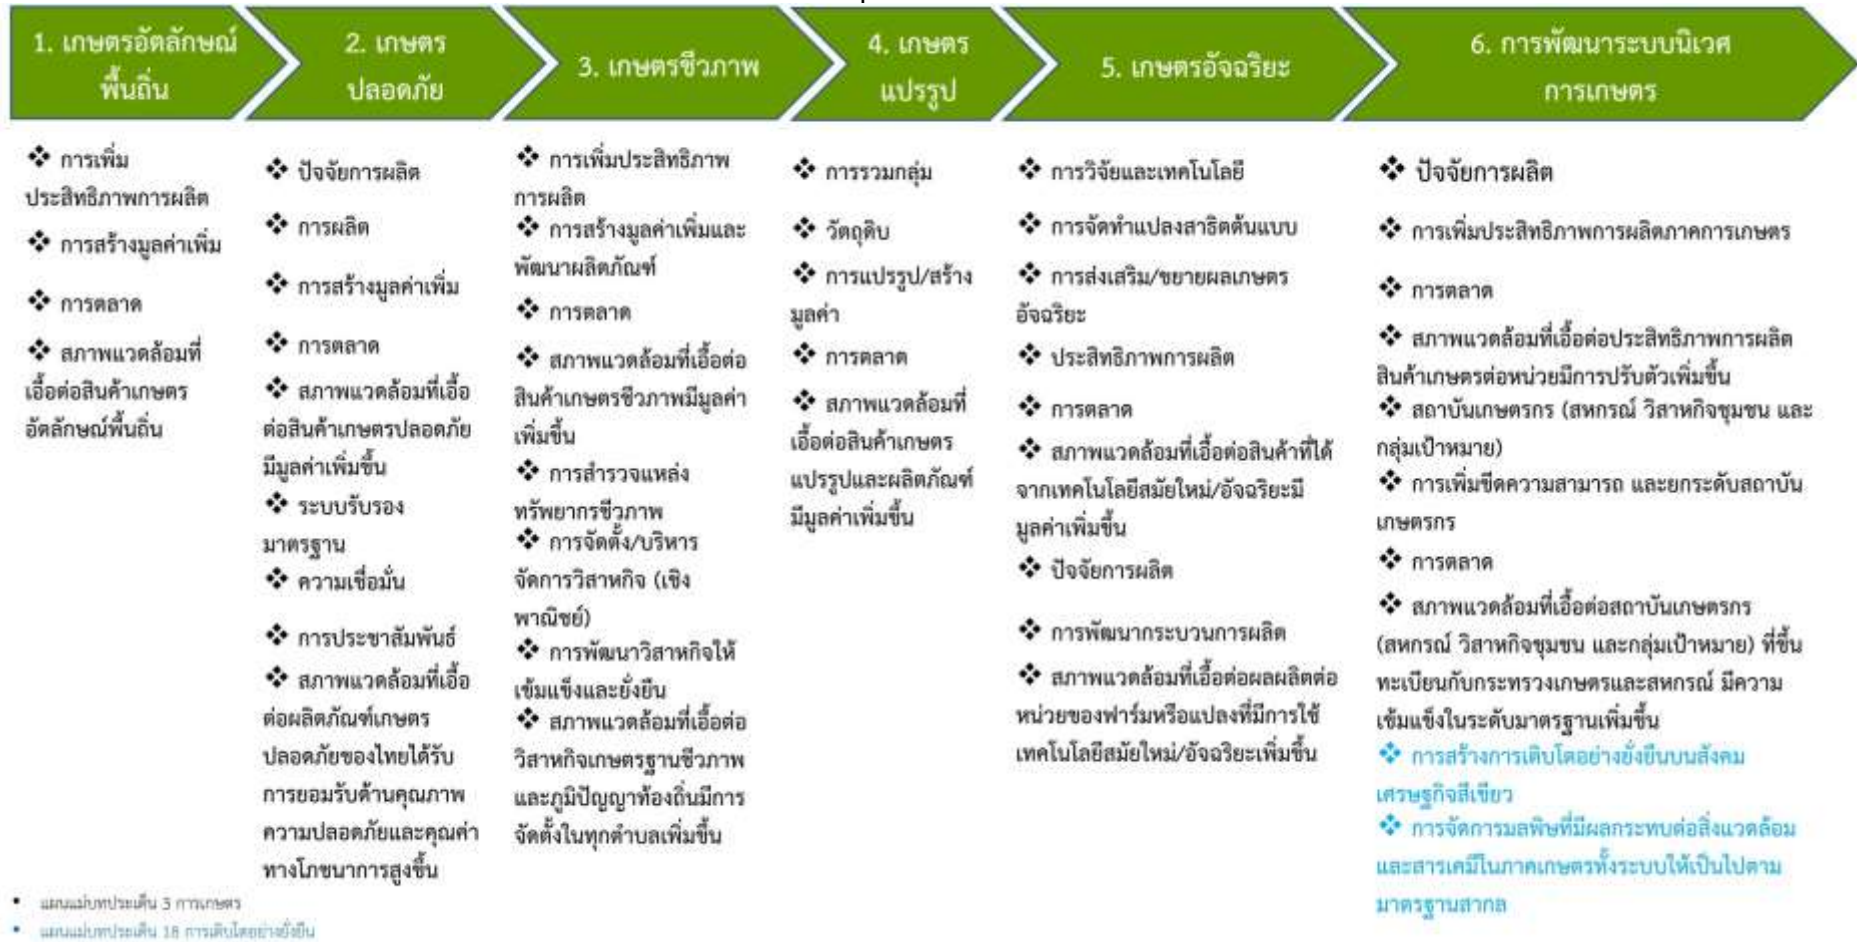 1. เกษตรอัตลักษณ์
พื้นถิ่น
2. เกษตร
ปลอดภัย
3. เกษตรชีวภาพ
4. เกษตร
แปรรูป
5. เกษตรอัจฉริยะ
6. การพัฒนาระบบนิเวศ
การเกษตร
❖ การเพิ่ม
ประสิทธิภาพการผลิต
❖ การสร้างมูลค่าเพิ่ม
❖ การตลาด
❖ สภาพแวดล้อมที่
เอื้อต่อสินค้าเกษตร
อัตลักษณ์พื้นถิ่น
❖ ปัจจัยการผลิต
❖ การผลิต
❖ การสร้างมูลค่าเพิ่ม
❖ การตลาด
❖ สภาพแวดล้อมที่เอื้อ
ต่อสินค้าเกษตรปลอดภัย
มีมูลค่าเพิ่มขึ้น
❖ ระบบรับรอง
มาตรฐาน
❖ ความเชื่อมั่น
❖ การประชาสัมพันธ์
❖ สภาพแวดล้อมที่เอื้อ
ต่อผลิตภัณฑ์เกษตร
ปลอดภัยของไทยได้รับ
การยอมรับด้านคุณภาพ
ความปลอดภัยและคุณค่า
ทางโภชนาการสูงขึ้น
❖ การเพิ่มประสิทธิภาพ
การผลิต
❖ การสร้างมูลค่าเพิ่มและ
พัฒนาผลิตภัณฑ์
❖ การตลาด
❖ สภาพแวดล้อมที่เอื้อต่อ
สินค้าเกษตรชีวภาพมีมูลค่า
เพิ่มขึ้น
❖ การสำรวจแหล่ง
ทรัพยากรชีวภาพ
❖ การจัดตั้ง/บริหาร
จัดการวิสาหกิจ (เชิง
พาณิชย์)
❖ การพัฒนาวิสาหกิจให้
เข้มแข็งและยั่งยืน
❖ สภาพแวดล้อมที่เอื้อต่อ
วิสาหกิจเกษตรฐานชีวภาพ
และภูมิปัญญาท้องถิ่นมีการ
จัดตั้งในทุกตำบลเพิ่มขึ้น
❖ การรวมกลุ่ม
❖ วัตถุดิบ
❖ การแปรรูป/สร้าง
มูลค่า
❖ การตลาด
❖ สภาพแวดล้อมที่
เอื้อต่อสินค้าเกษตร
แปรรูปและผลิตภัณฑ์
มีมูลค่าเพิ่มขึ้น
❖ การวิจัยและเทคโนโลยี
❖ การจัดทำแปลงสาธิตต้นแบบ
❖ การส่งเสริม/ขยายผลเกษตร
อัจฉริยะ
❖ ประสิทธิภาพการผลิต
❖ การตลาด
❖ สภาพแวดล้อมที่เอื้อต่อสินค้าที่ได้
จากเทคโนโลยีสมัยใหม่/อัจฉริยะมี
มูลค่าเพิ่มขึ้น
❖ ปัจจัยการผลิต
❖ การพัฒนากระบวนการผลิต
❖ สภาพแวดล้อมที่เอื้อต่อผลผลิตต่อ
หน่วยของฟาร์มหรือแปลงที่มีการใช้
เทคโนโลยีสมัยใหม่/อัจฉริยะเพิ่มขึ้น
❖ ปัจจัยการผลิต
❖ การเพิ่มประสิทธิภาพการผลิตภาคการเกษตร
❖ การตลาด
❖ สภาพแวดล้อมที่เอื้อต่อประสิทธิภาพการผลิต
สินค้าเกษตรต่อหน่วยมีการปรับตัวเพิ่มขึ้น
❖ สถาบันเกษตรกร (สหกรณ์ วิสาหกิจชุมชน และ
กลุ่มเป้าหมาย)
❖ การเพิ่มขีดความสามารถ และยกระดับสถาบัน
เกษตรกร
❖ การตลาด
❖ สภาพแวดล้อมที่เอื้อต่อสถาบันเกษตรกร
(สหกรณ์ วิสาหกิจชุมชน และกลุ่มเป้าหมาย) ที่ขึ้น
ทะเบียนกับกระทรวงเกษตรและสหกรณ์ มีความ
เข้มแข็งในระดับมาตรฐานเพิ่มขึ้น
❖ การสร้างการเติบโตอย่างยั่งยืนบนสังคม
เศรษฐกิจสีเขียว
❖ การจัดการมลพิษที่มีผลกระทบต่อสิ่งแวดล้อม
และสารเคมีในภาคเกษตรทั้งระบบให้เป็นไปตาม
มาตรฐานสากล
• แผนแม่บทประเด็น 3 การเกษตร
• แผนแม่บทประเด็น 18 การเติบโตอย่างยั่งยืน